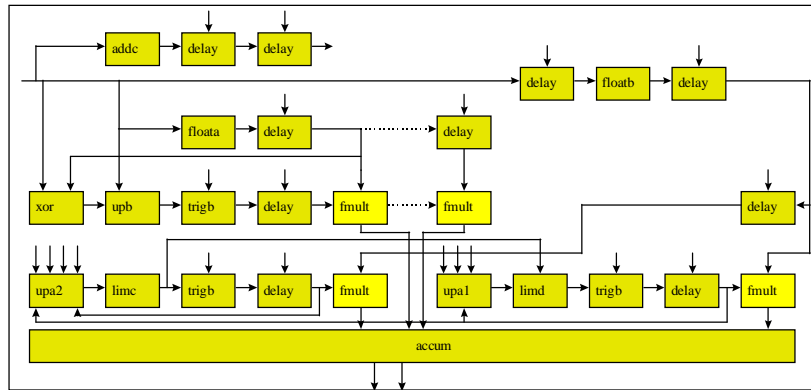 addc delay delay
delay floatb delay
floata delay delay
xor upb trigb delay fmult fmult delay
upa2 limc trigb delay fmult upa1 limd trigb delay fmult
accum